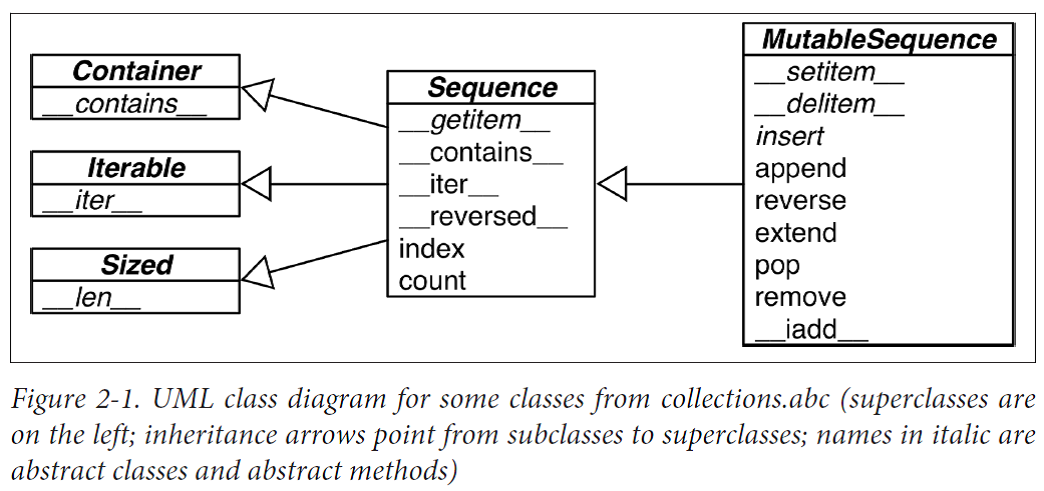 Container
__contains__
Iterable
__iter__
Sized
__len__
Sequence
__getitem__
__contains__
__iter__
__reversed__
index
count
MutableSequence
__setitem__
__delitem__
insert
append
reverse
extend
pop
remove
__iadd__
Figure 2-1. UML class diagram for some classes from collections.abc (superclasses are
on the left; inheritance arrows point from subclasses to superclasses; names in italic are
abstract classes and abstract methods)